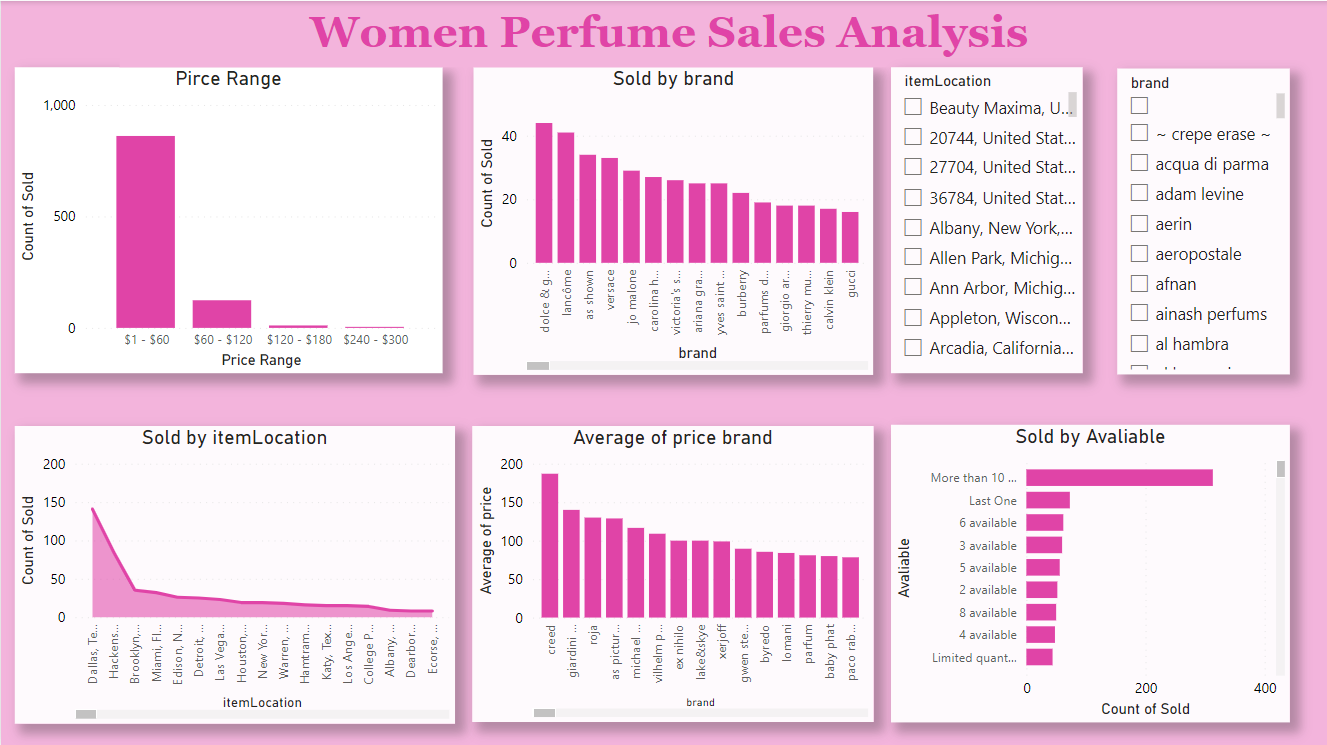 Women Perfume Sales Analysis
Pirce Range
Count of Sold
1,000
500
0
$1 - $60
$60 - $120
$120 - $180
$240 - $300
Price Range
Sold by brand
Count of Sold
40
20
0
dolce & g...
lancôme
as shown
versace
jo malone
carolina h...
victoria's s...
ariana gra...
yves saint ...
burberry
parfums d...
giorgio ar...
thierry mu...
calvin klein
gucci
brand
itemLocation
Beauty Maxima, U...
20744, United Stat...
27704, United Stat...
36784, United Stat...
Albany, New York,...
Allen Park, Michig...
Ann Arbor, Michig...
Appleton, Wiscon...
Arcadia, California...
brand
~ crepe erase ~
acqua di parma
adam levine
aerin
aeropostale
afnan
ainash perfums
al hambra
Sold by itemLocation
Count of Sold
200
150
100
50
0
Dallas, Te...
Hackens...
Brooklyn,...
Miami, Fl...
Edison, N...
Detroit, ...
Las Vega...
Houston,...
New Yor...
Warren, ...
Hamtram...
Katy, Tex...
Los Ange...
College P...
Albany, ...
Dearbor...
Ecorse, ...
itemLocation
Average of price brand
Average of price
200
150
100
50
0
creed
giardini ...
roja
as pictur...
michael ...
vilhelm p...
ex nihilo
lake&skye
xerjoff
gwen ste...
byredo
lomani
parfum
baby phat
paco rab...
brand
Sold by Avaliable
Avaliable
More than 10 ...
Last One
6 available
3 available
5 available
2 available
8 available
4 available
Limited quant...
0
200
400
Count of Sold